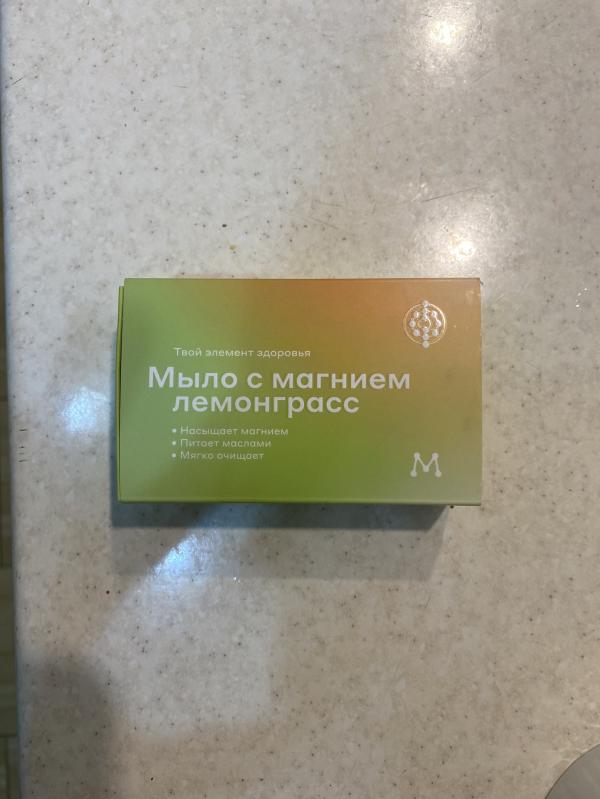 Твой элемент здоровья
Мыло с магнием
лемонграсс
• Насыщает магнием
• Питает маслами
• Мягко очищает
М